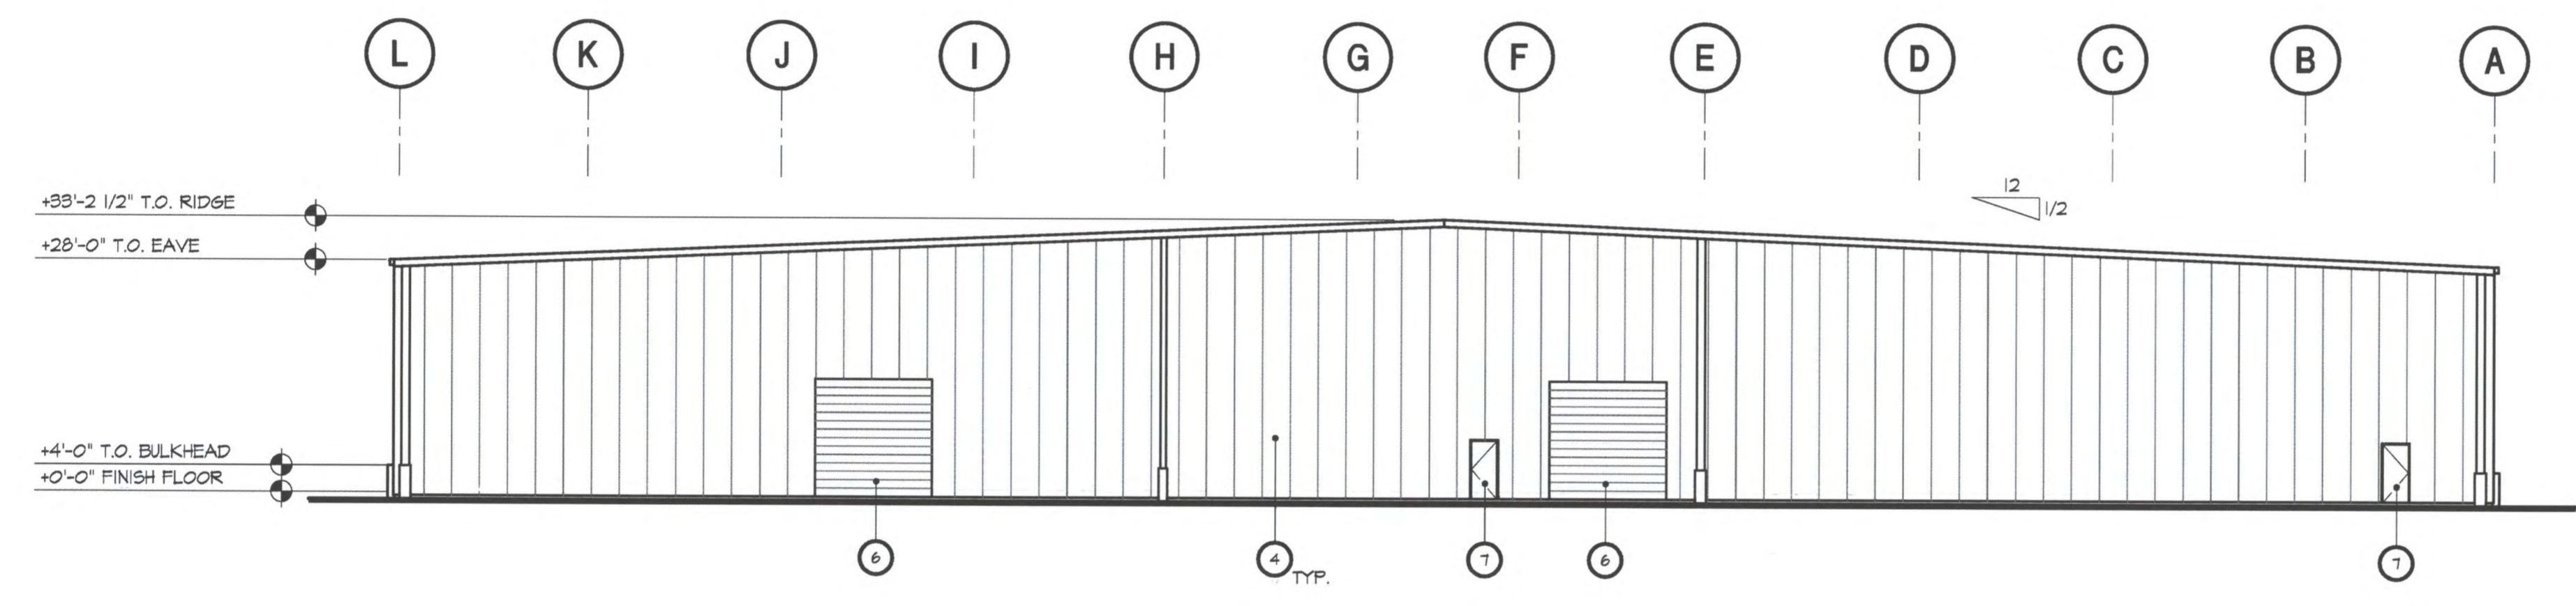 L K J I H G F E D C B A
+33'-2 1/2" T.O. RIDGE
12
1/2
+28'-0" T.O. EAVE
+4'-0" T.O. BULKHEAD
+0'-0" FINISH FLOOR
6 4 TYP. 7 6 7